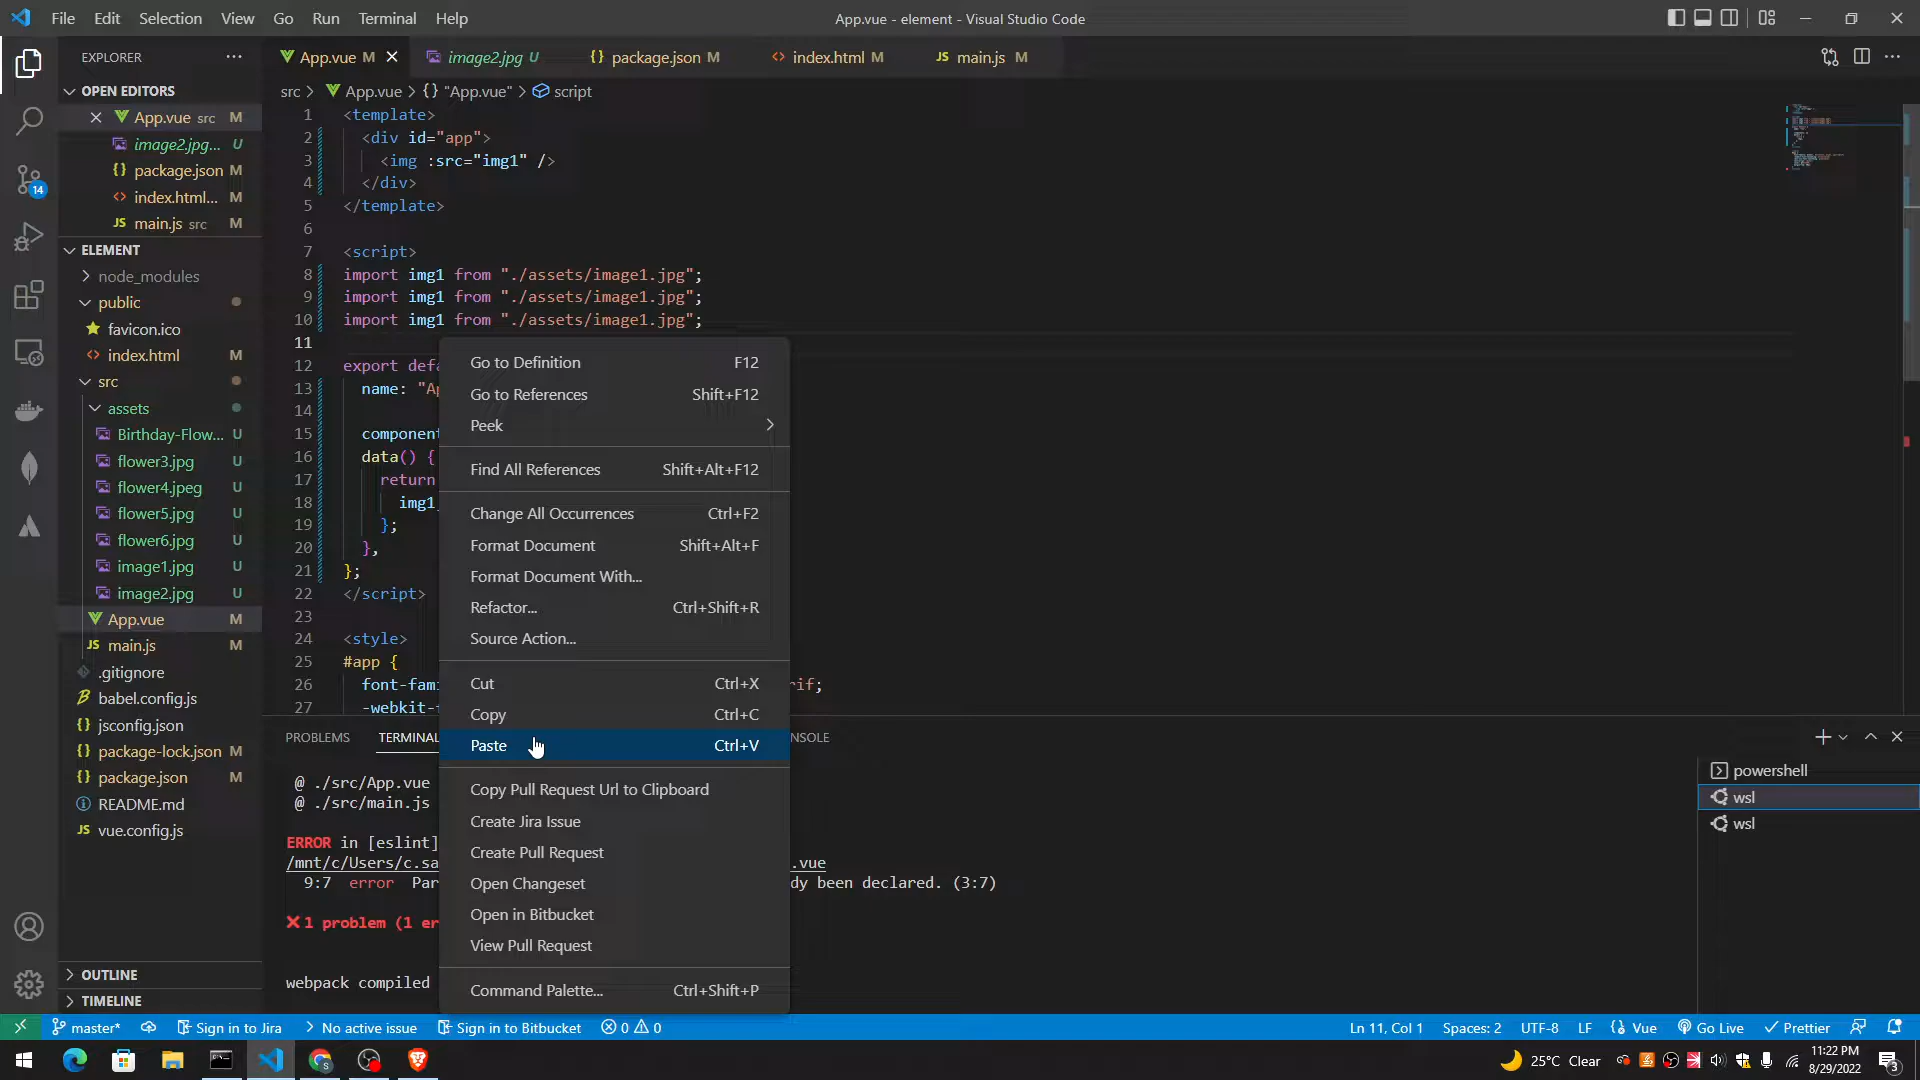 File Edit Selection View Go Run Terminal Help
App.vue - element - Visual Studio Code
EXPLORER
OPEN EDITORS
App.vue src M
image2.jpg... U
package.json M
index.html... M
JS main.js src M
ELEMENT
node_modules
public
favicon.ico
index.html M
src
assets
Birthday-Flow... U
flower3.jpg U
flower4.jpeg U
flower5.jpg U
flower6.jpg U
image1.jpg U
image2.jpg U
App.vue M
JS main.js M
.gitignore
babel.config.js
{} jsconfig.json
{} package-lock.json M
{} package.json M
README.md
JS vue.config.js
OUTLINE
TIMELINE
14
App.vue M
image2.jpg U
{} package.json M
<> index.html M
JS main.js M
src > App.vue > {} "App.vue" > script
1 <template>
2 <div id="app">
3 <img :src="img1" />
4 </div>
5 </template>
6
7 <script>
8 import img1 from "./assets/image1.jpg";
9 import img1 from "./assets/image1.jpg";
10 import img1 from "./assets/image1.jpg";
11
12 export defa
13 name: "Ap
14
15 component
16 data() {
17 return
18 img1
19 };
20 },
21 };
22 </script>
23
24 <style>
25 #app {
26 font-fami rif;
27 -webkit-f
Go to Definition F12
Go to References Shift+F12
Peek
Find All References Shift+Alt+F12
Change All Occurrences Ctrl+F2
Format Document Shift+Alt+F
Format Document With...
Refactor... Ctrl+Shift+R
Source Action...
Cut Ctrl+X
Copy Ctrl+C
Paste Ctrl+V
Copy Pull Request Url to Clipboard
Create Jira Issue
Create Pull Request
Open Changeset
Open in Bitbucket
View Pull Request
Command Palette... Ctrl+Shift+P
PROBLEMS TERMINAL NSOLE
@ ./src/App.vue
@ ./src/main.js
ERROR in [eslint]
/mnt/c/Users/c.sa .vue
9:7 error Par dy been declared. (3:7)
1 problem (1 er
webpack compiled
powershell
wsl
wsl
master* Sign in to Jira No active issue Sign in to Bitbucket 0 0 Ln 11, Col 1 Spaces: 2 UTF-8 LF {} Vue Go Live Prettier
25°C Clear
11:22 PM
8/29/2022
3